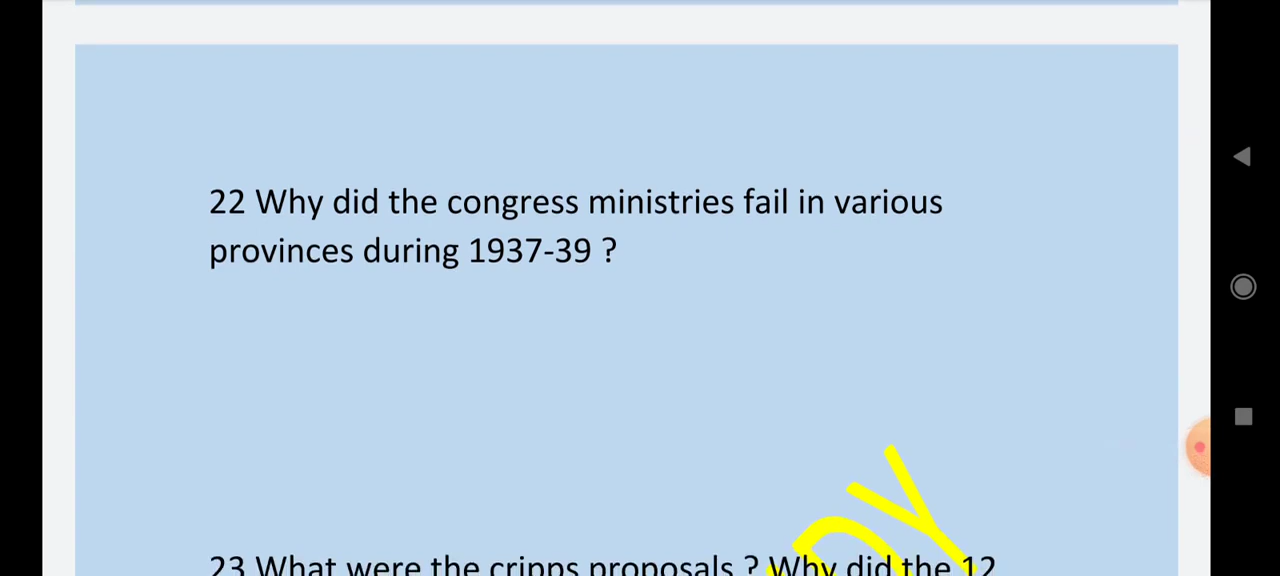 22 Why did the congress ministries fail in various
provinces during 1937-39 ?
DY
23 What were the cripps proposals ? Why did the 12